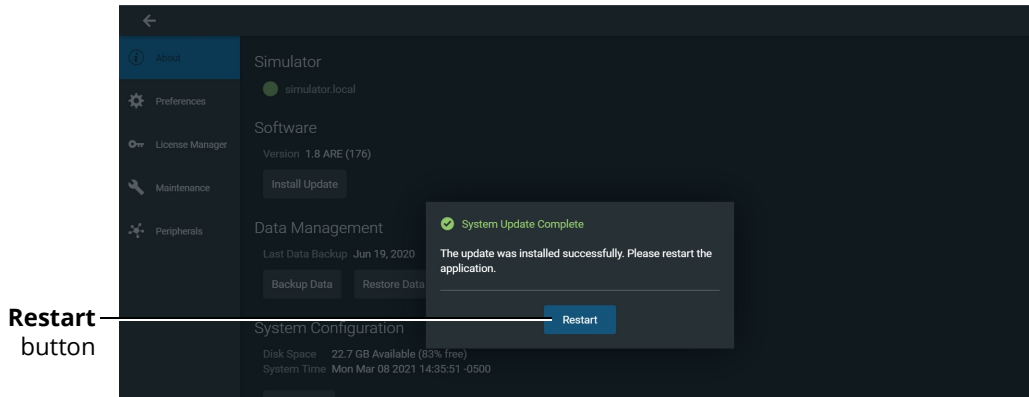 About
Preferences
License Manager
Maintenance
Peripherals
Simulator
simulator.local
Software
Version 1.8 ARE (176)
Install Update
Data Management
Last Data Backup Jun 19, 2020
Backup Data
Restore Data
System Configuration
Disk Space 22.7 GB Available (83% free)
System Time Mon Mar 08 2021 14:35:51 -0500
System Update Complete
The update was installed successfully. Please restart the
application.
Restart
Restart
button